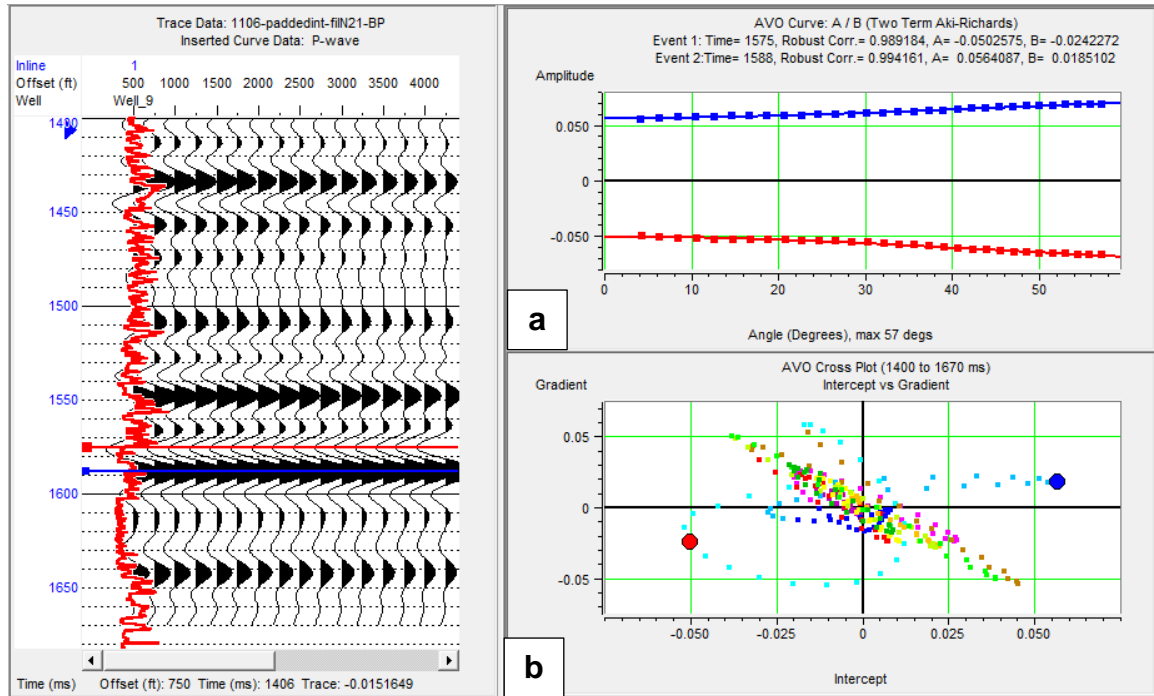 Trace Data: 1106-paddedint-filN21-BP
Inserted Curve Data: P-wave
Inline 1
Offset (ft) 500 1000 1500 2000 2500 3000 3500 4000
Well Well_9
1400
1450
1500
1550
1600
1650
Time (ms) Offset (ft): 750 Time (ms): 1406 Trace: -0.0151649
AVO Curve: A / B (Two Term Aki-Richards)
Event 1: Time= 1575, Robust Corr.= 0.989184, A= -0.0502575, B= -0.0242272
Event 2:Time= 1588, Robust Corr.= 0.994161, A= 0.0564087, B= 0.0185102
Amplitude
0.050
0
-0.050
0 10 20 30 40 50
a
Angle (Degrees), max 57 degs
AVO Cross Plot (1400 to 1670 ms)
Gradient Intercept vs Gradient
0.05
0
-0.05
-0.050 -0.025 0 0.025 0.050
b
Intercept